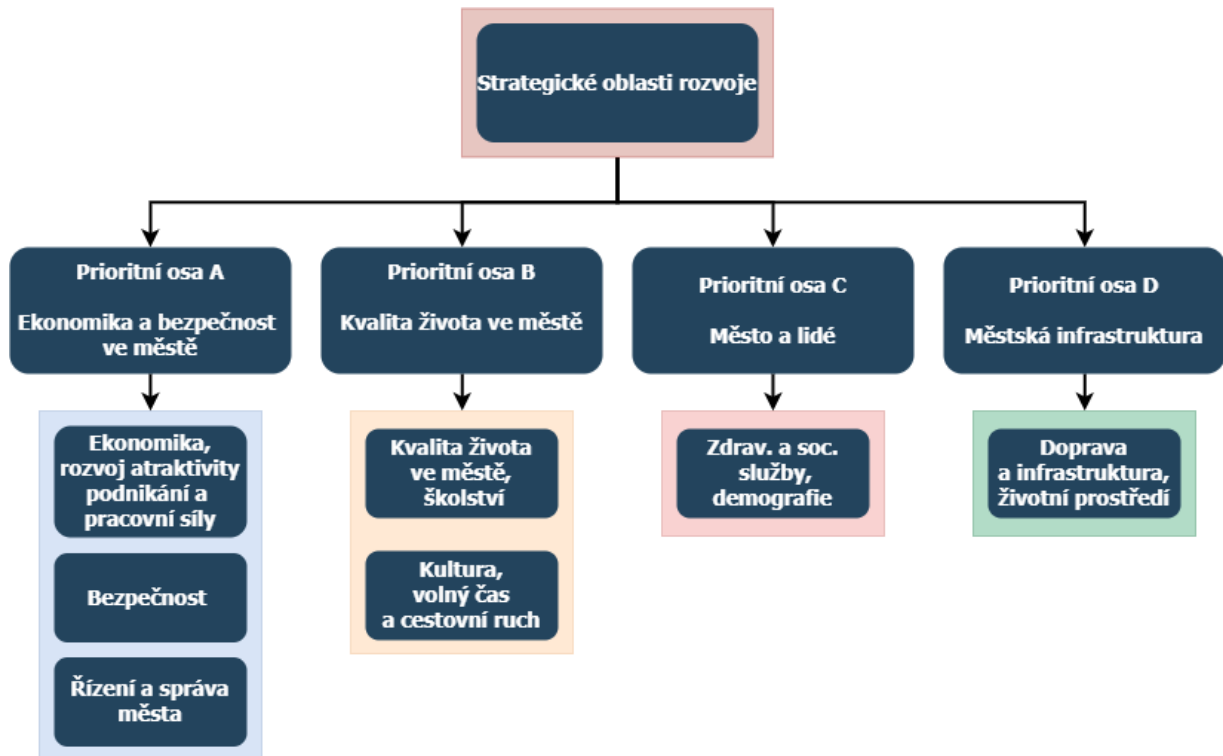 Strategické oblasti rozvoje
Prioritní osa A
Ekonomika a bezpečnost
ve městě
Prioritní osa B
Kvalita života ve městě
Prioritní osa C
Město a lidé
Prioritní osa D
Městská infrastruktura
Ekonomika,
rozvoj atraktivity
podnikání a
pracovní síly
Bezpečnost
Řízení a správa
města
Kvalita života
ve městě,
školství
Kultura,
volný čas
a cestovní ruch
Zdrav. a soc.
služby,
demografie
Doprava
a infrastruktura,
životní prostředí